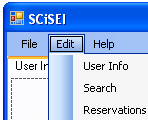 SCiSEI
File Edit Help
User In
User Info
Search
Reservations